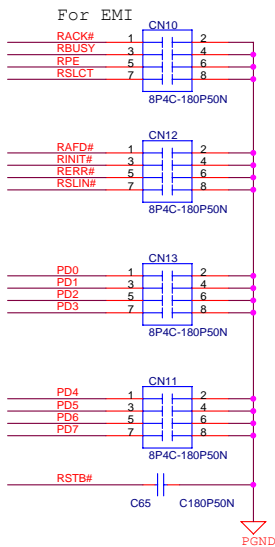 For EMI
CN10
RACK# 1 2
RBUSY 3 4
RPE 5 6
RSLCT 7 8
8P4C-180P50N
CN12
RAFD# 1 2
RINIT# 3 4
RERR# 5 6
RSLIN# 7 8
8P4C-180P50N
CN13
PD0 1 2
PD1 3 4
PD2 5 6
PD3 7 8
8P4C-180P50N
CN11
PD4 1 2
PD5 3 4
PD6 5 6
PD7 7 8
8P4C-180P50N
RSTB#
C65 C180P50N
PGND